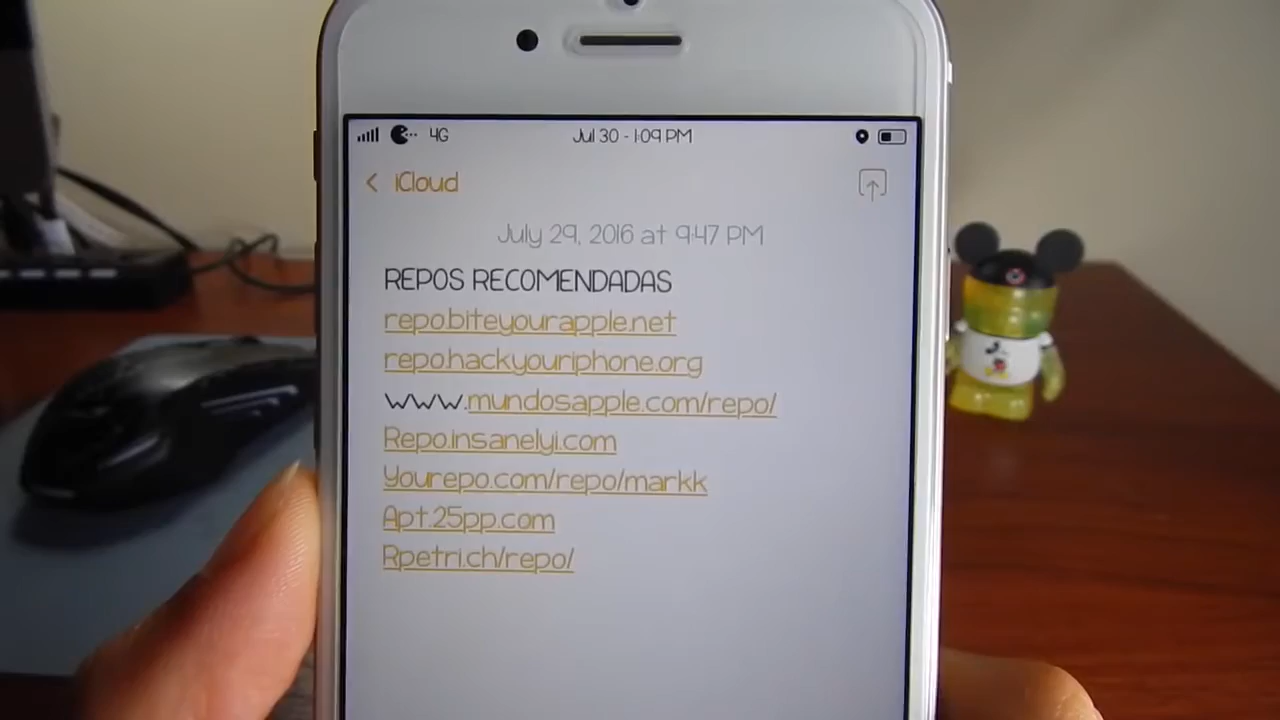 4G Jul 30 - 1:09 PM
< iCloud
July 29, 2016 at 9:47 PM
REPOS RECOMENDADAS
repo.biteyourapple.net
repo.hackyouriphone.org
www.mundosapple.com/repo/
Repo.insanelyi.com
Yourepo.com/repo/markk
Apt.25pp.com
Rpetri.ch/repo/